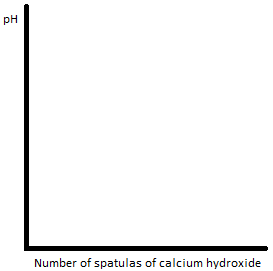 pH
Number of spatulas of calcium hydroxide